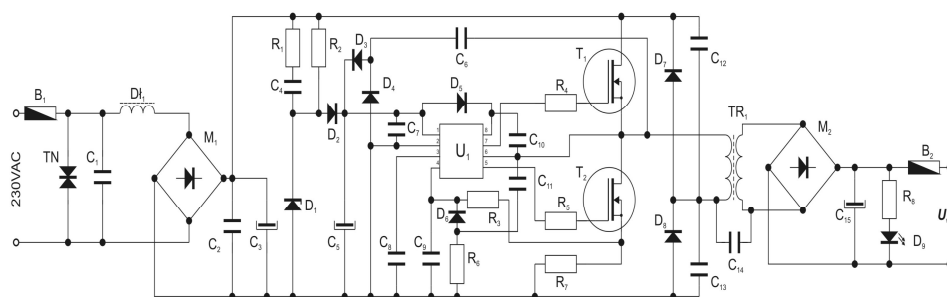 B1
Dł1
M1
TN
C1
230VAC
C2
C3
R1
R2
C4
D1
D2
D3
D4
C5
C6
D5
C7
U1
1
2
3
4
8
7
6
5
C10
C11
C8
C9
D6
R3
R6
R4
R5
R7
T1
T2
D7
D8
C12
C13
TR1
C14
M2
C15
B2
R8
D9